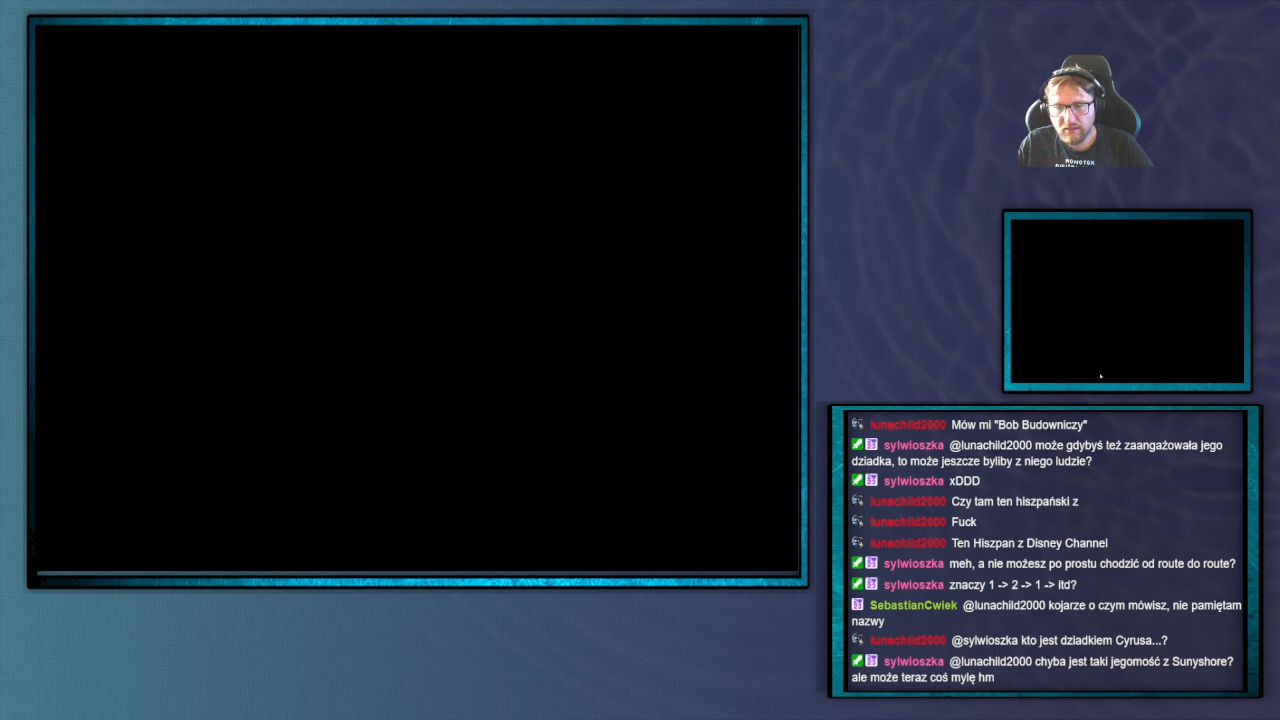 MONOTOX
lunachild2000 Mów mi "Bob Budowniczy"
sylwioszka @lunachild2000 może gdybyś też zaangażowała jego
dziadka, to może jeszcze byliby z niego ludzie?
sylwioszka xDDD
lunachild2000 Czy tam ten hiszpański z
lunachild2000 Fuck
lunachild2000 Ten Hiszpan z Disney Channel
sylwioszka meh, a nie możesz po prostu chodzić od route do route?
sylwioszka znaczy 1 -> 2 -> 1 -> itd?
SebastianCwiek @lunachild2000 kojarze o czym mówisz, nie pamiętam
nazwy
lunachild2000 @sylwioszka kto jest dziadkiem Cyrusa...?
sylwioszka @lunachild2000 chyba jest taki jegomość z Sunyshore?
ale może teraz coś mylę hm